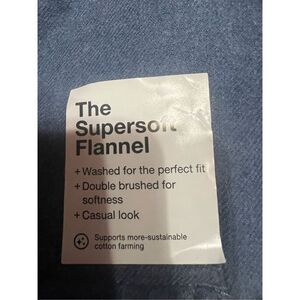 The
Supersoft
Flannel
+ Washed for the perfect fit
+ Double brushed for
softness
+ Casual look
Supports more-sustainable
cotton farming